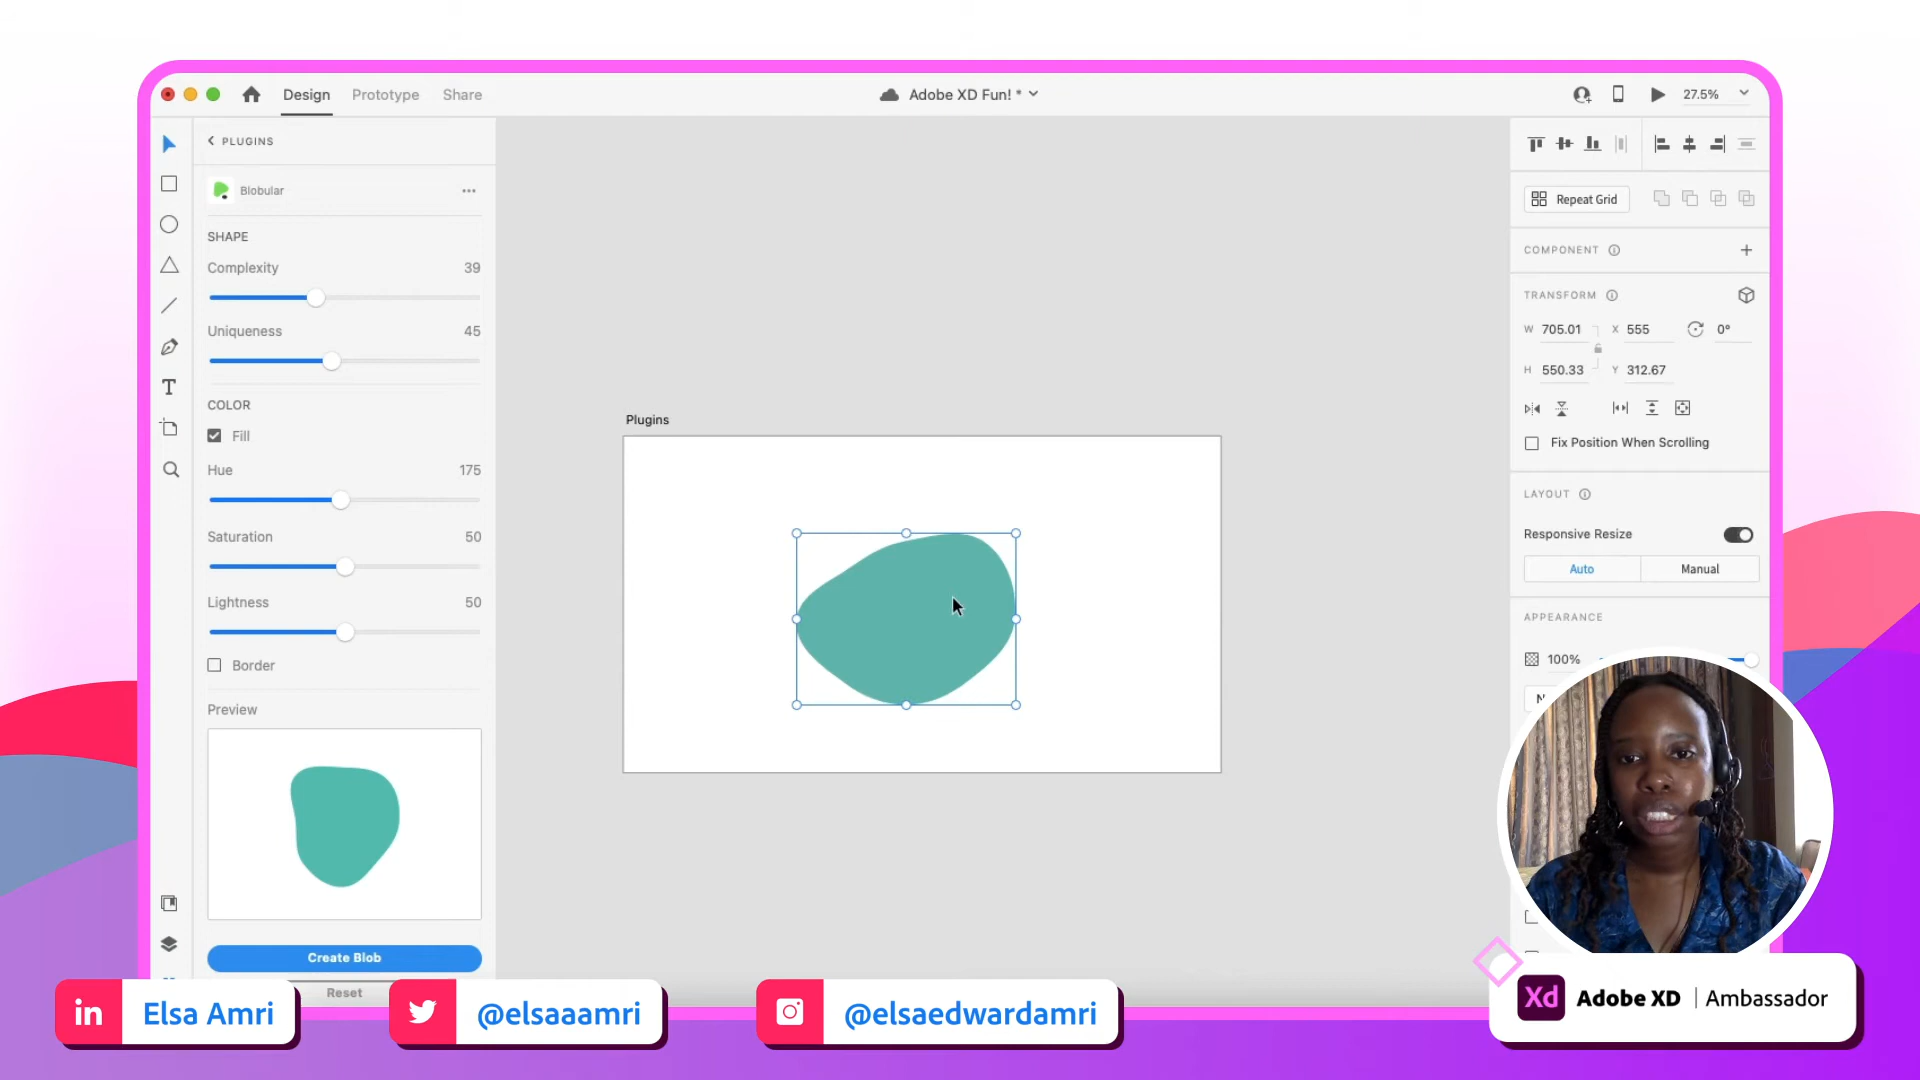 Design Prototype Share
Adobe XD Fun! *
27.5%
PLUGINS
Blobular
SHAPE
Complexity 39
Uniqueness 45
COLOR
Fill
Hue 175
Saturation 50
Lightness 50
Border
Preview
Create Blob
Reset
Plugins
Repeat Grid
COMPONENT
TRANSFORM
W 705.01 X 555 0°
H 550.33 Y 312.67
Fix Position When Scrolling
LAYOUT
Responsive Resize
Auto Manual
APPEARANCE
100%
in Elsa Amri
@elsaaamri
@elsaedwardamri
Xd Adobe XD | Ambassador